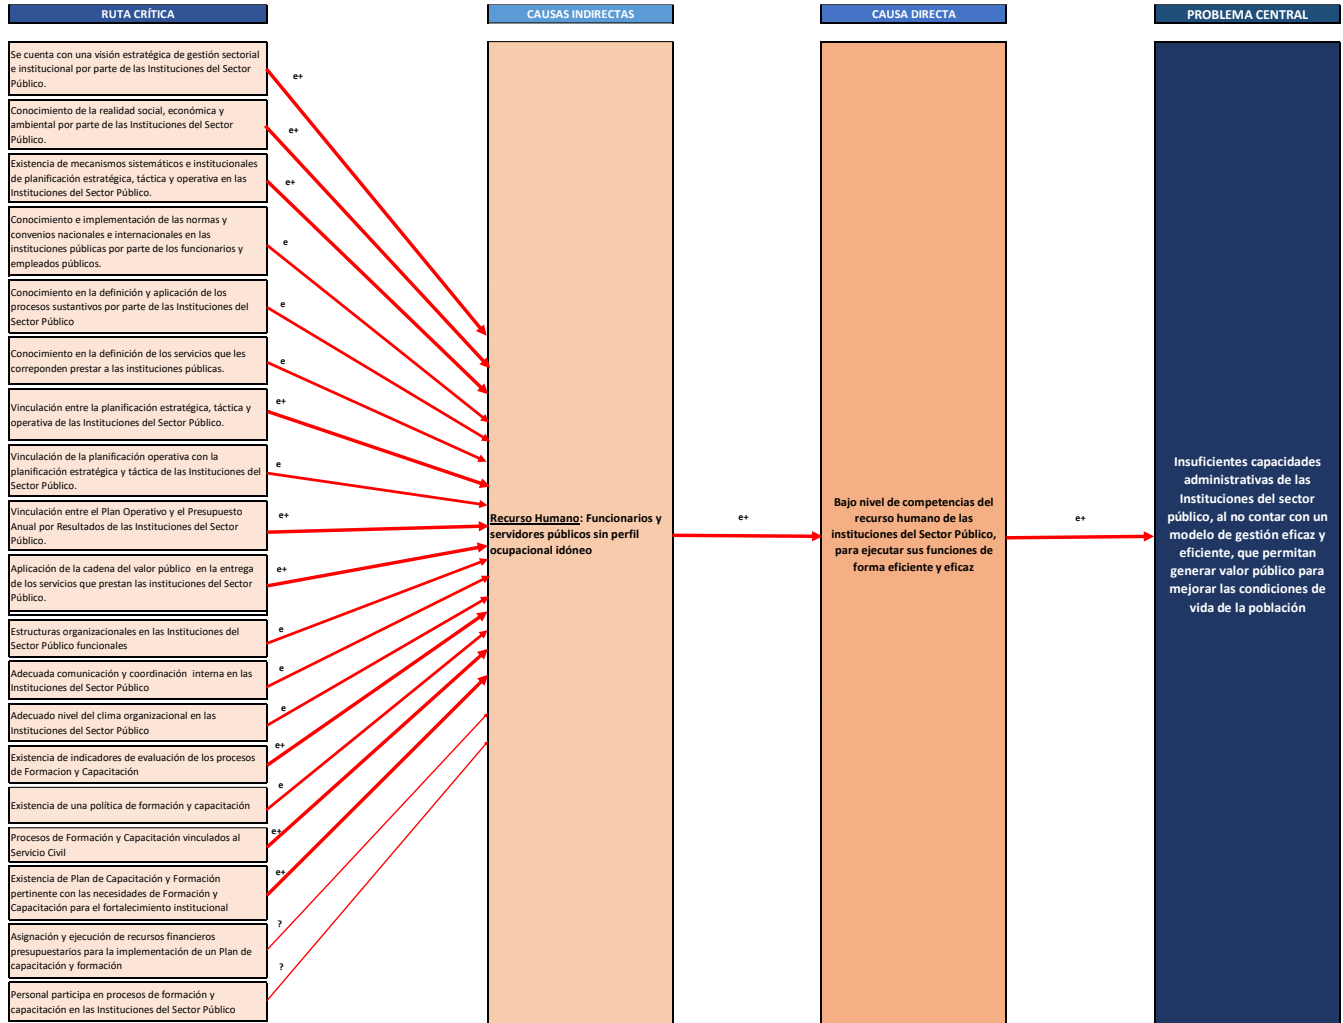 RUTA CRÍTICA
CAUSAS INDIRECTAS
CAUSA DIRECTA
PROBLEMA CENTRAL
Se cuenta con una visión estratégica de gestión sectorial
e institucional por parte de las Instituciones del Sector
Público.
e+
Conocimiento de la realidad social, económica y
ambiental por parte de las Instituciones del Sector
Público.
e+
Existencia de mecanismos sistemáticos e institucionales
de planificación estratégica, táctica y operativa en las
Instituciones del Sector Público.
e+
Conocimiento e implementación de las normas y
convenios nacionales e internacionales en las
instituciones públicas por parte de los funcionarios y
empleados públicos.
e
Conocimiento en la definición y aplicación de los
procesos sustantivos por parte de las Instituciones del
Sector Público
e
Conocimiento en la definición de los servicios que les
correponden prestar a las instituciones públicas.
e
Vinculación entre la planificación estratégica, táctica y
operativa de las Instituciones del Sector Público.
e+
Vinculación de la planificación operativa con la
planificación estratégica y táctica de las Instituciones del
Sector Público.
e
Vinculación entre el Plan Operativo y el Presupuesto
Anual por Resultados de las Instituciones del Sector
Público.
e+
Aplicación de la cadena del valor público en la entrega
de los servicios que prestan las instituciones del Sector
Público.
e+
Estructuras organizacionales en las Instituciones del
Sector Público funcionales
e
Adecuada comunicación y coordinación interna en las
Instituciones del Sector Público
e
Adecuado nivel del clima organizacional en las
Instituciones del Sector Público
e
Existencia de indicadores de evaluación de los procesos
de Formacion y Capacitación
e+
Existencia de una política de formación y capacitación
e
Procesos de Formación y Capacitación vinculados al
Servicio Civil
e+
Existencia de Plan de Capacitación y Formación
pertinente con las necesidades de Formación y
Capacitación para el fortalecimiento institucional
e+
Asignación y ejecución de recursos financieros
presupuestarios para la implementación de un Plan de
capacitación y formación
?
Personal participa en procesos de formación y
capacitación en las Instituciones del Sector Público
?
Recurso Humano: Funcionarios y
servidores públicos sin perfil
ocupacional idóneo
e+
Bajo nivel de competencias del
recurso humano de las
instituciones del Sector Público,
para ejecutar sus funciones de
forma eficiente y eficaz
e+
Insuficientes capacidades
administrativas de las
Instituciones del sector
público, al no contar con un
modelo de gestión eficaz y
eficiente, que permitan
generar valor público para
mejorar las condiciones de
vida de la población